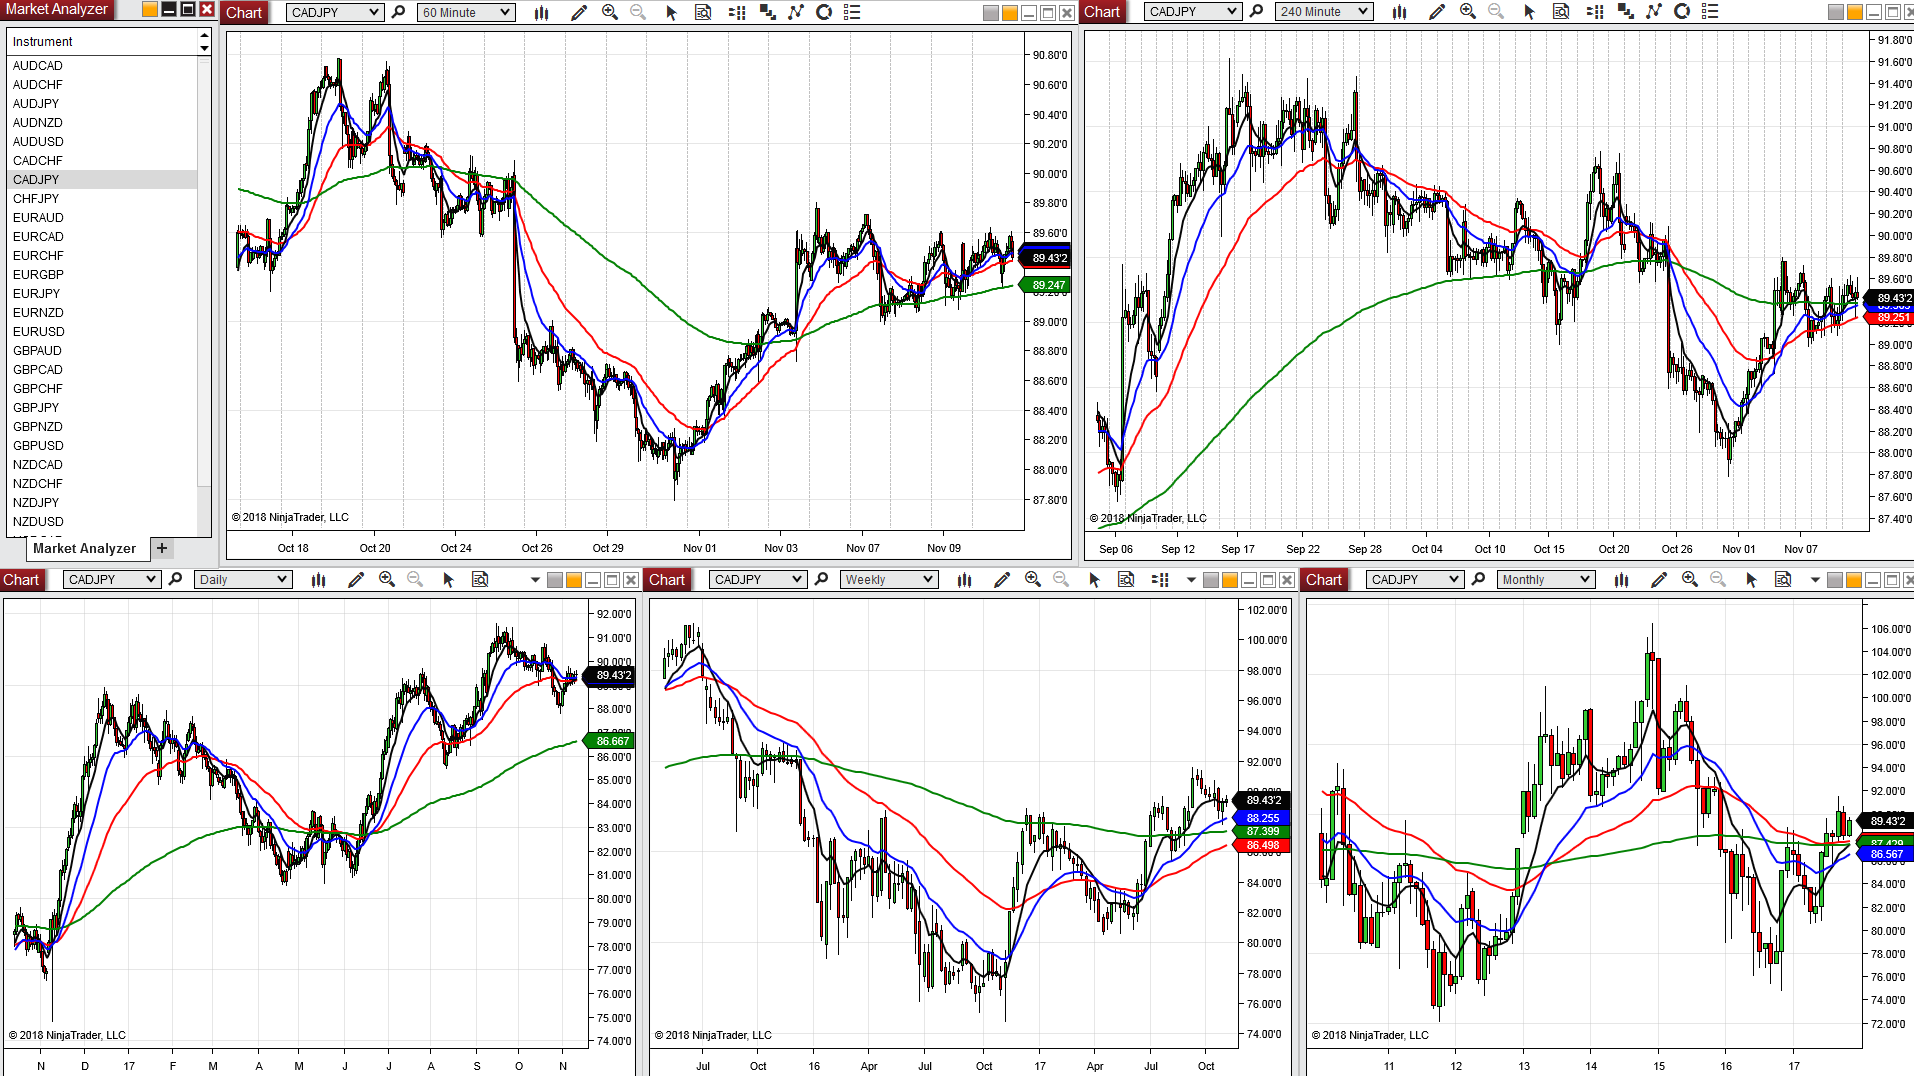 Market Analyzer
Instrument
AUDCAD
AUDCHF
AUDJPY
AUDNZD
AUDUSD
CADCHF
CADJPY
CHFJPY
EURAUD
EURCAD
EURCHF
EURGBP
EURJPY
EURNZD
EURUSD
GBPAUD
GBPCAD
GBPCHF
GBPJPY
GBPNZD
GBPUSD
NZDCAD
NZDCHF
NZDJPY
NZDUSD
Market Analyzer +
Chart CADJPY 60 Minute
90.80'0
90.60'0
90.40'0
90.20'0
90.00'0
89.80'0
89.60'0
89.43'2
89.247
89.00'0
88.80'0
88.60'0
88.40'0
88.20'0
88.00'0
87.80'0
© 2018 NinjaTrader, LLC
Oct 18 Oct 20 Oct 24 Oct 26 Oct 29 Nov 01 Nov 03 Nov 07 Nov 09
Chart CADJPY 240 Minute
91.80'0
91.60'0
91.40'0
91.20'0
91.00'0
90.80'0
90.60'0
90.40'0
90.20'0
90.00'0
89.80'0
89.60'0
89.43'2
89.251
89.00'0
88.80'0
88.60'0
88.40'0
88.20'0
88.00'0
87.80'0
87.60'0
87.40'0
© 2018 NinjaTrader, LLC
Sep 06 Sep 12 Sep 17 Sep 22 Sep 28 Oct 04 Oct 10 Oct 15 Oct 20 Oct 26 Nov 01 Nov 07
Chart CADJPY Daily
92.00'0
91.00'0
90.00'0
89.43'2
88.00'0
86.667
85.00'0
84.00'0
83.00'0
82.00'0
81.00'0
80.00'0
79.00'0
78.00'0
77.00'0
76.00'0
75.00'0
74.00'0
© 2018 NinjaTrader, LLC
N D 17 F M A M J J A S O N
Chart CADJPY Weekly
102.00'0
100.00'0
98.00'0
96.00'0
94.00'0
92.00'0
89.43'2
88.255
87.399
86.498
84.00'0
82.00'0
80.00'0
78.00'0
76.00'0
74.00'0
© 2018 NinjaTrader, LLC
Jul Oct 16 Apr Jul Oct 17 Apr Jul Oct
Chart CADJPY Monthly
106.00'0
104.00'0
102.00'0
100.00'0
98.00'0
96.00'0
94.00'0
92.00'0
89.43'2
86.567
84.00'0
82.00'0
80.00'0
78.00'0
76.00'0
74.00'0
72.00'0
© 2018 NinjaTrader, LLC
11 12 13 14 15 16 17